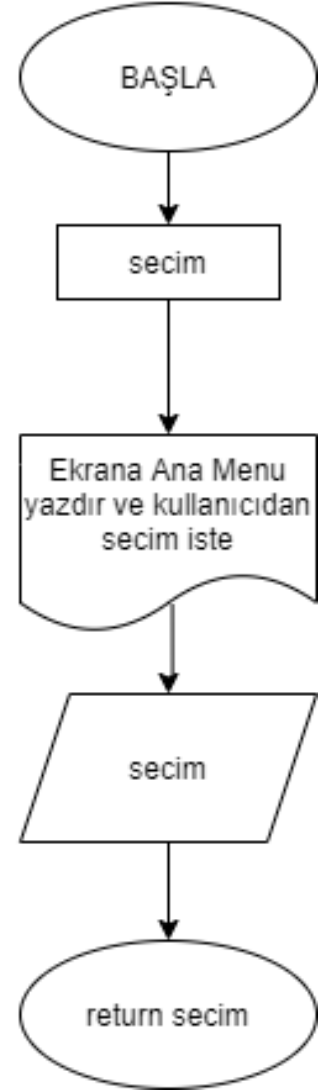 BAŞLA
secim
Ekrana Ana Menu
yazdır ve kullanıcıdan
secim iste
secim
return secim